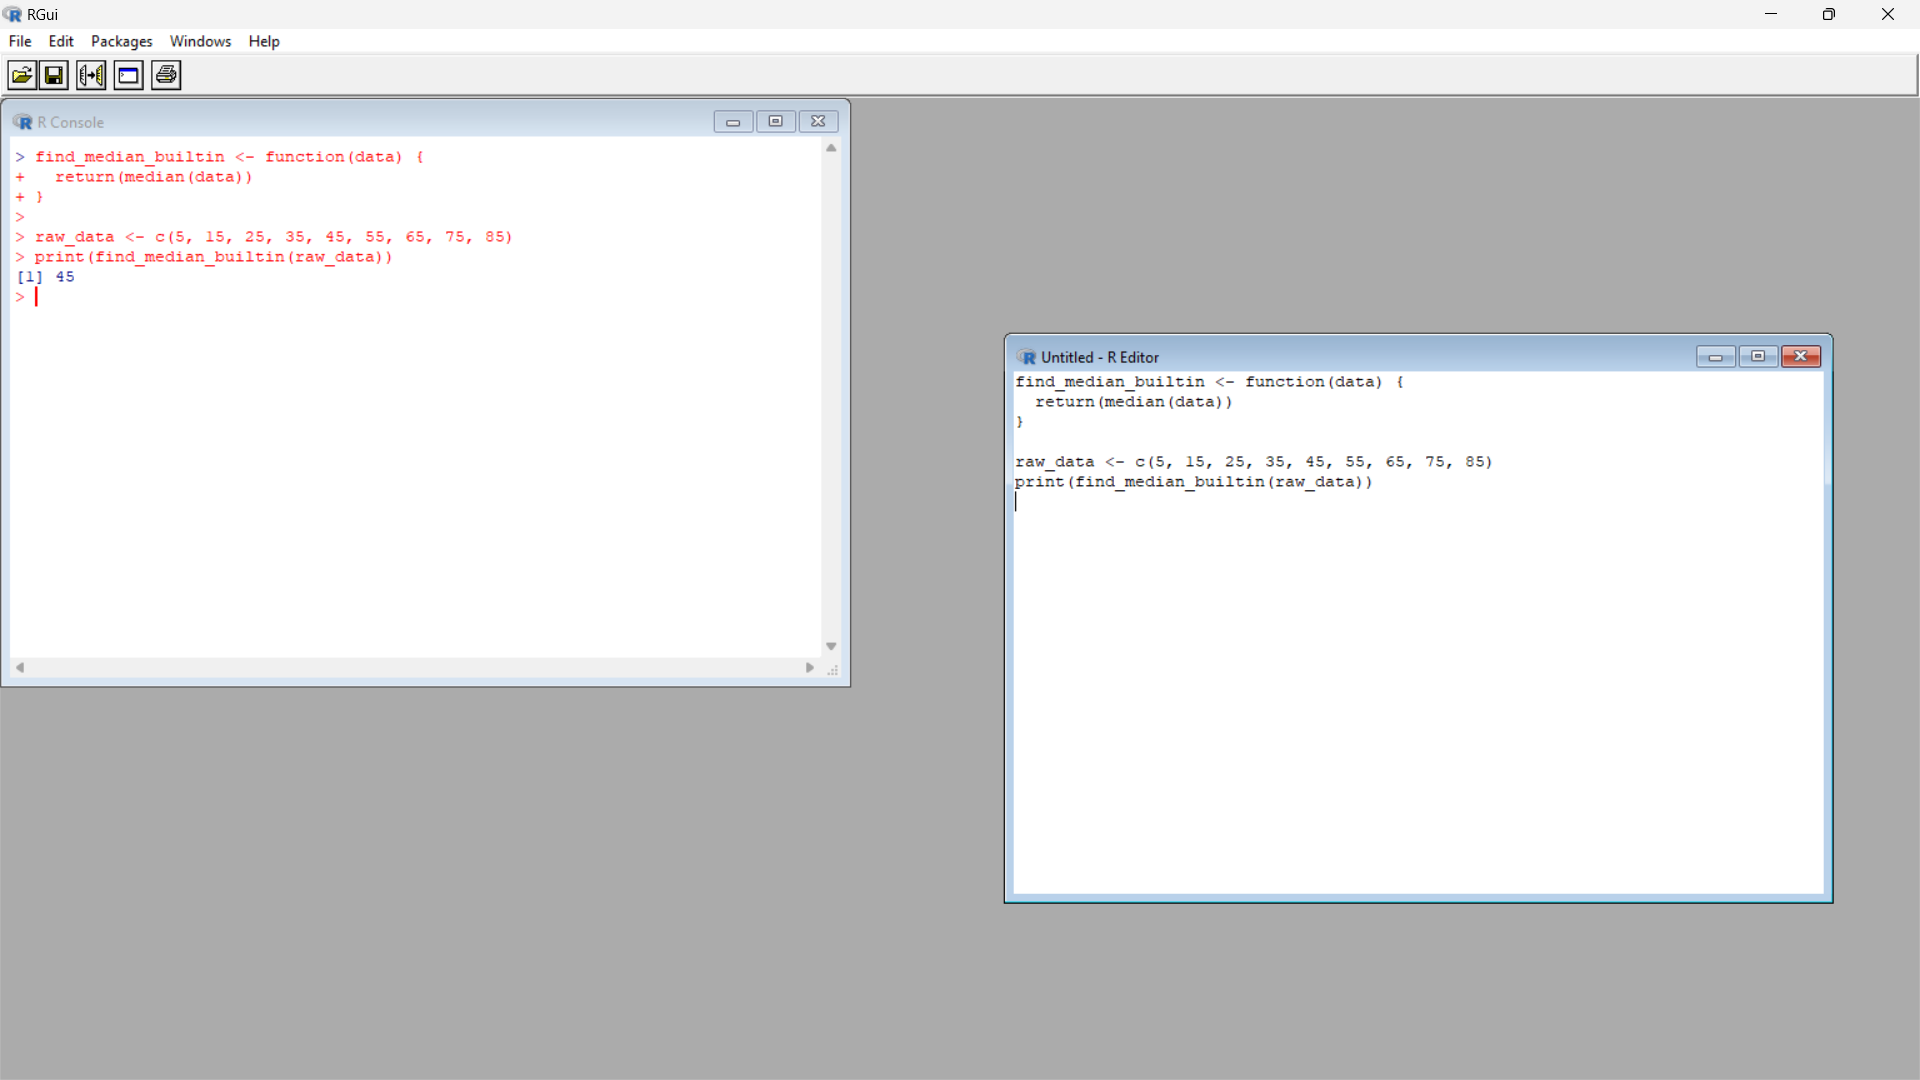 RGui
File Edit Packages Windows Help
R Console
> find_median_builtin <- function(data) {
+   return(median(data))
+ }
>
> raw_data <- c(5, 15, 25, 35, 45, 55, 65, 75, 85)
> print(find_median_builtin(raw_data))
[1] 45
>
Untitled - R Editor
find_median_builtin <- function(data) {
  return(median(data))
}
raw_data <- c(5, 15, 25, 35, 45, 55, 65, 75, 85)
print(find_median_builtin(raw_data))